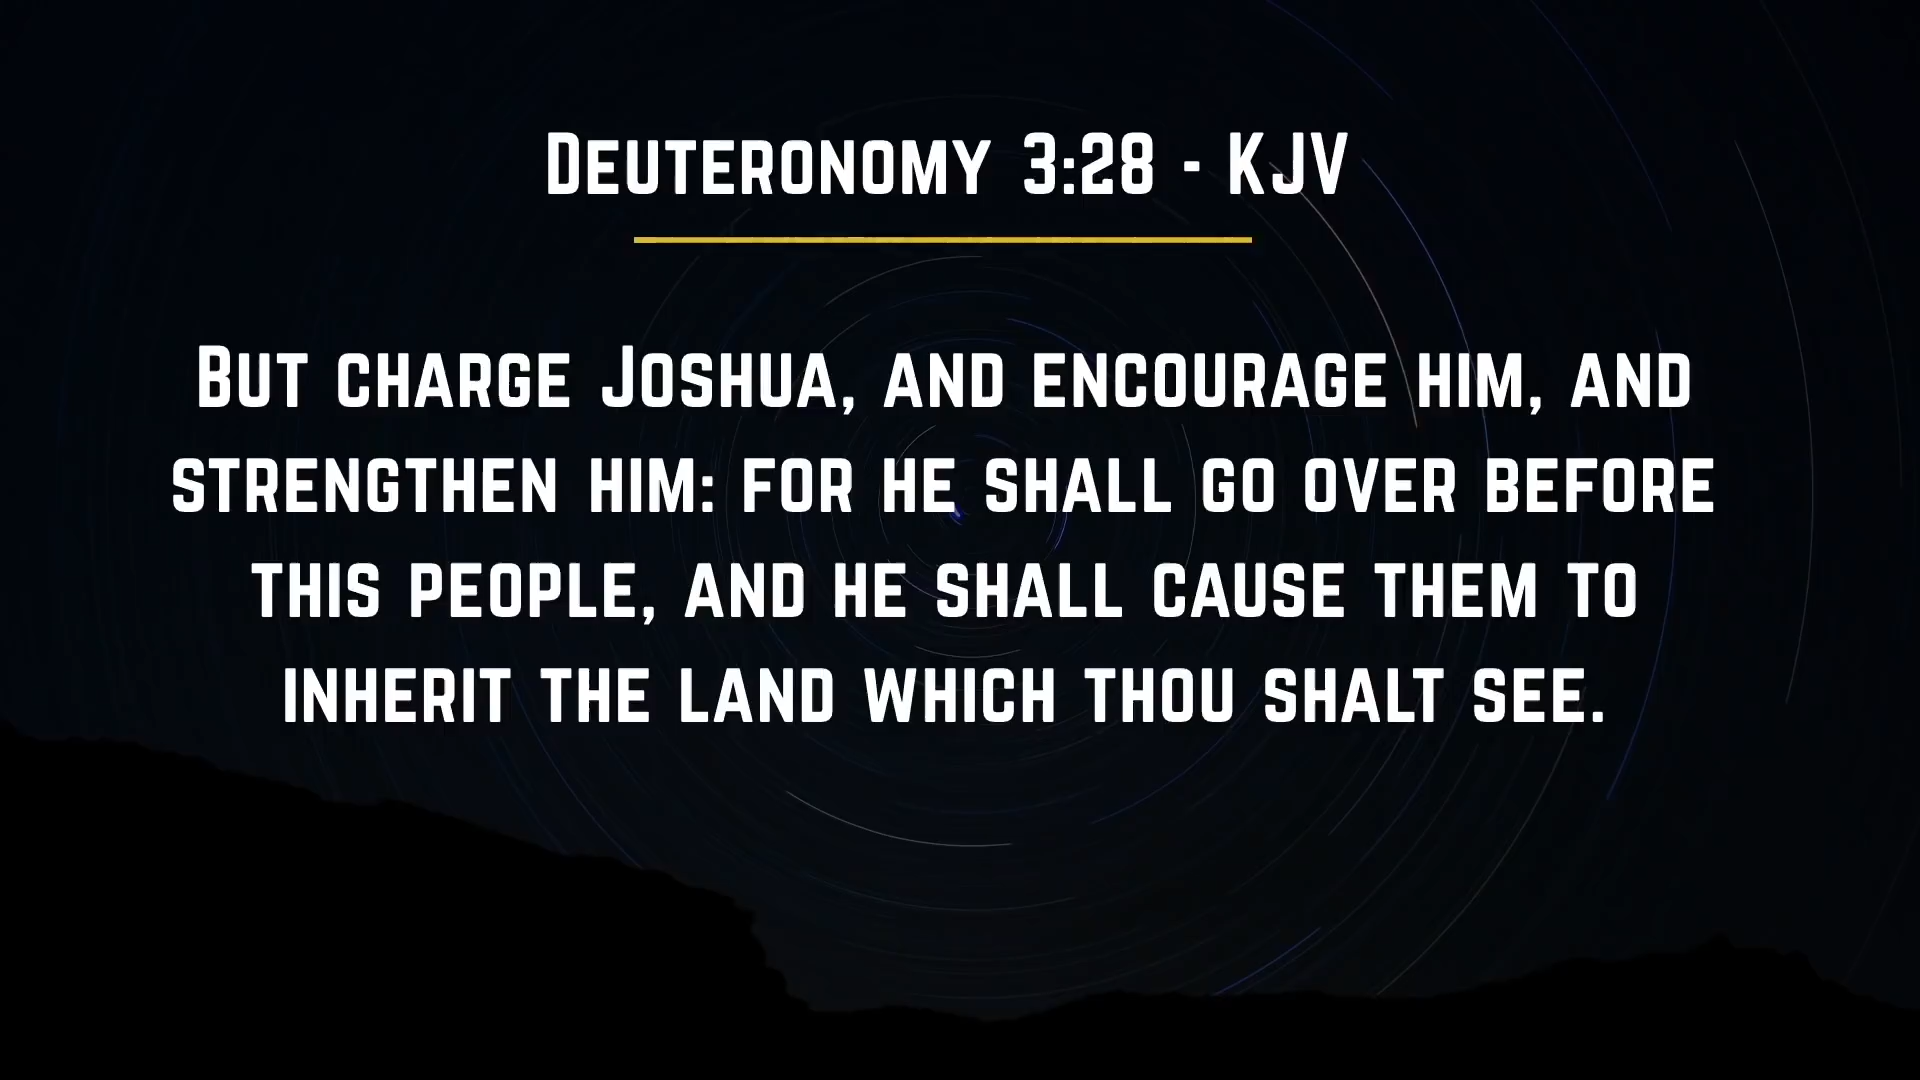 Deuteronomy 3:28 - KJV
But charge Joshua, and encourage him, and
strengthen him: for he shall go over before
this people, and he shall cause them to
inherit the land which thou shalt see.